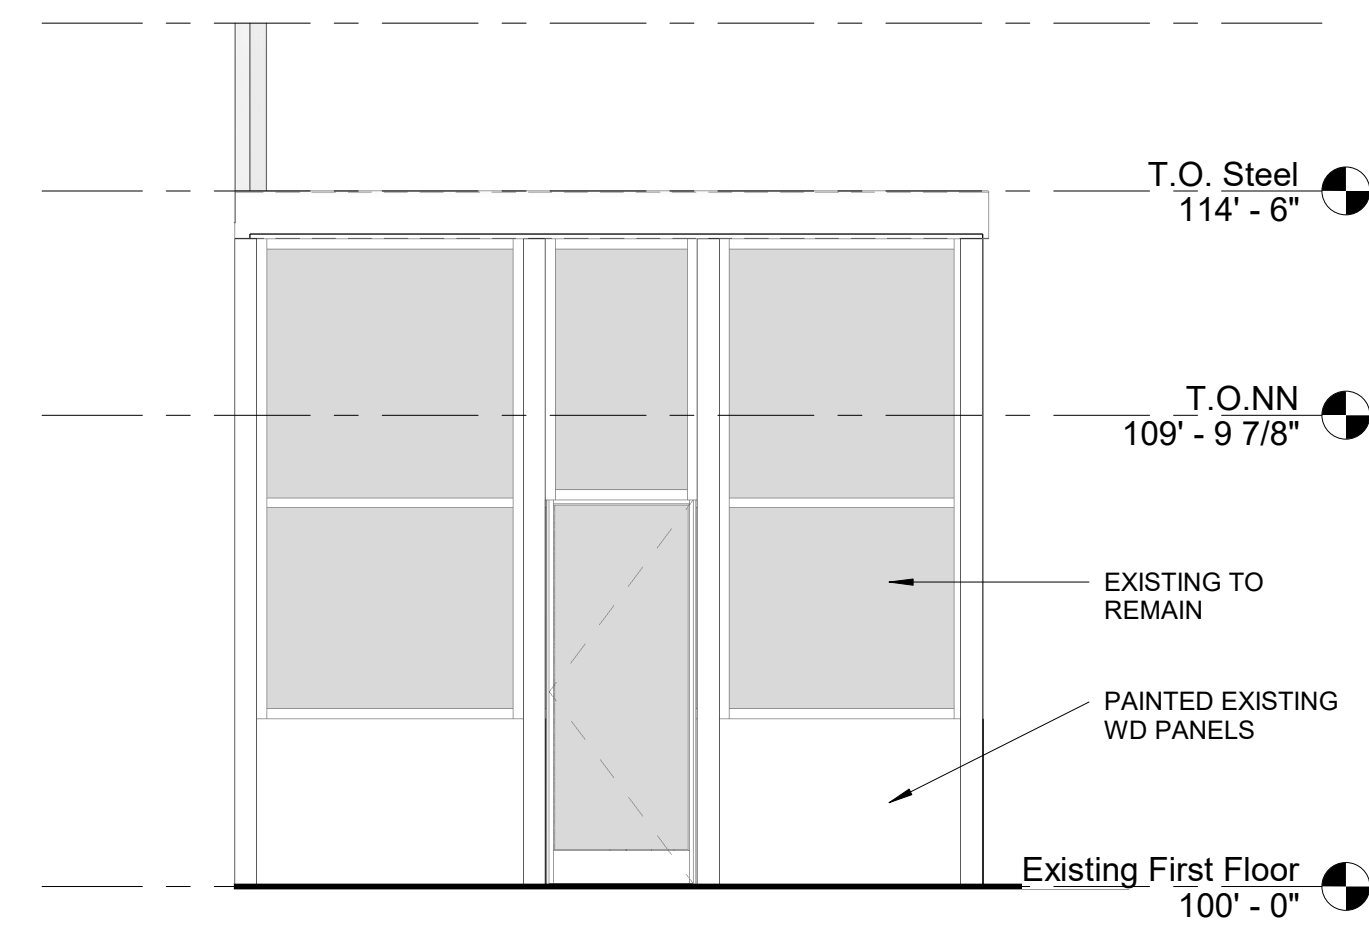 T.O. Steel
114' - 6"
T.O.NN
109' - 9 7/8"
EXISTING TO
REMAIN
PAINTED EXISTING
WD PANELS
Existing First Floor
100' - 0"